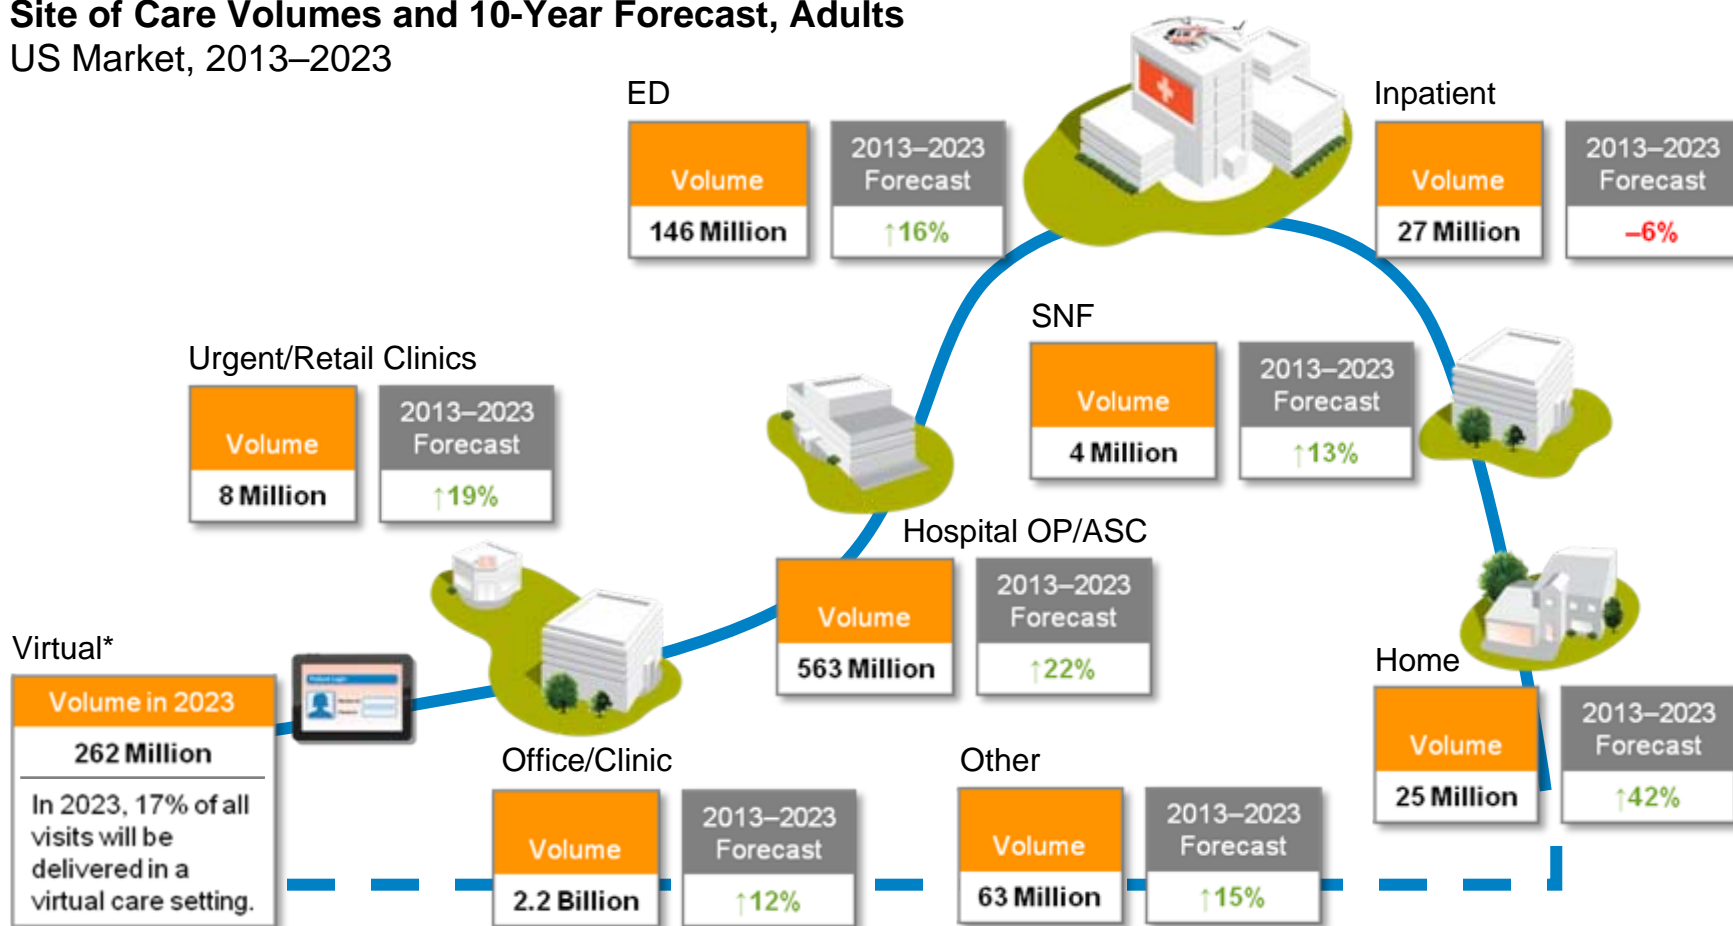 Site of Care Volumes and 10-Year Forecast, Adults
US Market, 2013–2023
ED
Volume
146 Million
2013–2023
Forecast
↑16%
Inpatient
Volume
27 Million
2013–2023
Forecast
–6%
SNF
Volume
4 Million
2013–2023
Forecast
↑13%
Urgent/Retail Clinics
Volume
8 Million
2013–2023
Forecast
↑19%
Hospital OP/ASC
Volume
563 Million
2013–2023
Forecast
↑22%
Virtual*
Volume in 2023
262 Million
In 2023, 17% of all
visits will be
delivered in a
virtual care setting.
Office/Clinic
Volume
2.2 Billion
2013–2023
Forecast
↑12%
Other
Volume
63 Million
2013–2023
Forecast
↑15%
Home
Volume
25 Million
2013–2023
Forecast
↑42%